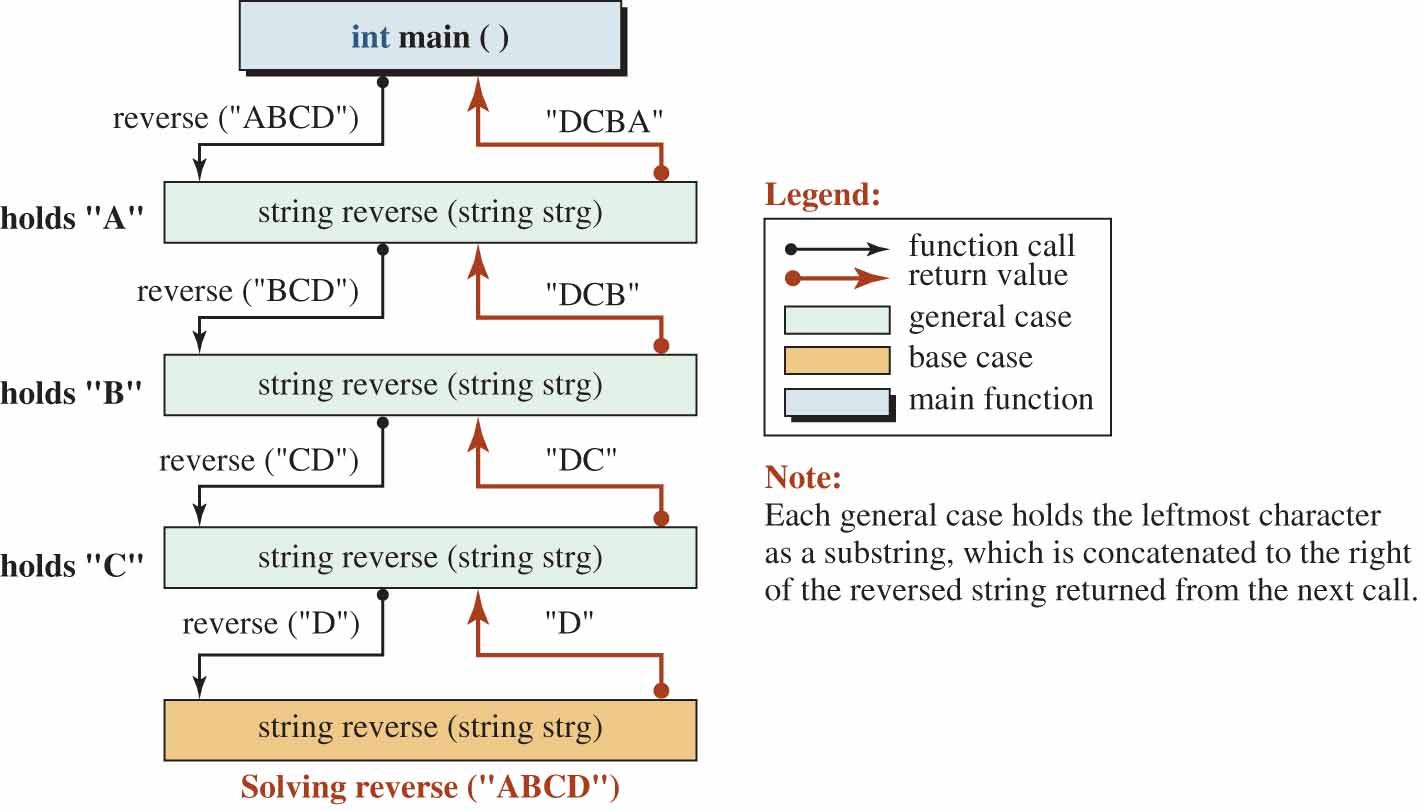 int main ( )
reverse ("ABCD")
"DCBA"
holds "A"
string reverse (string strg)
reverse ("BCD")
"DCB"
holds "B"
string reverse (string strg)
reverse ("CD")
"DC"
holds "C"
string reverse (string strg)
reverse ("D")
"D"
string reverse (string strg)
Solving reverse ("ABCD")
Legend:
function call
return value
general case
base case
main function
Note:
Each general case holds the leftmost character
as a substring, which is concatenated to the right
of the reversed string returned from the next call.